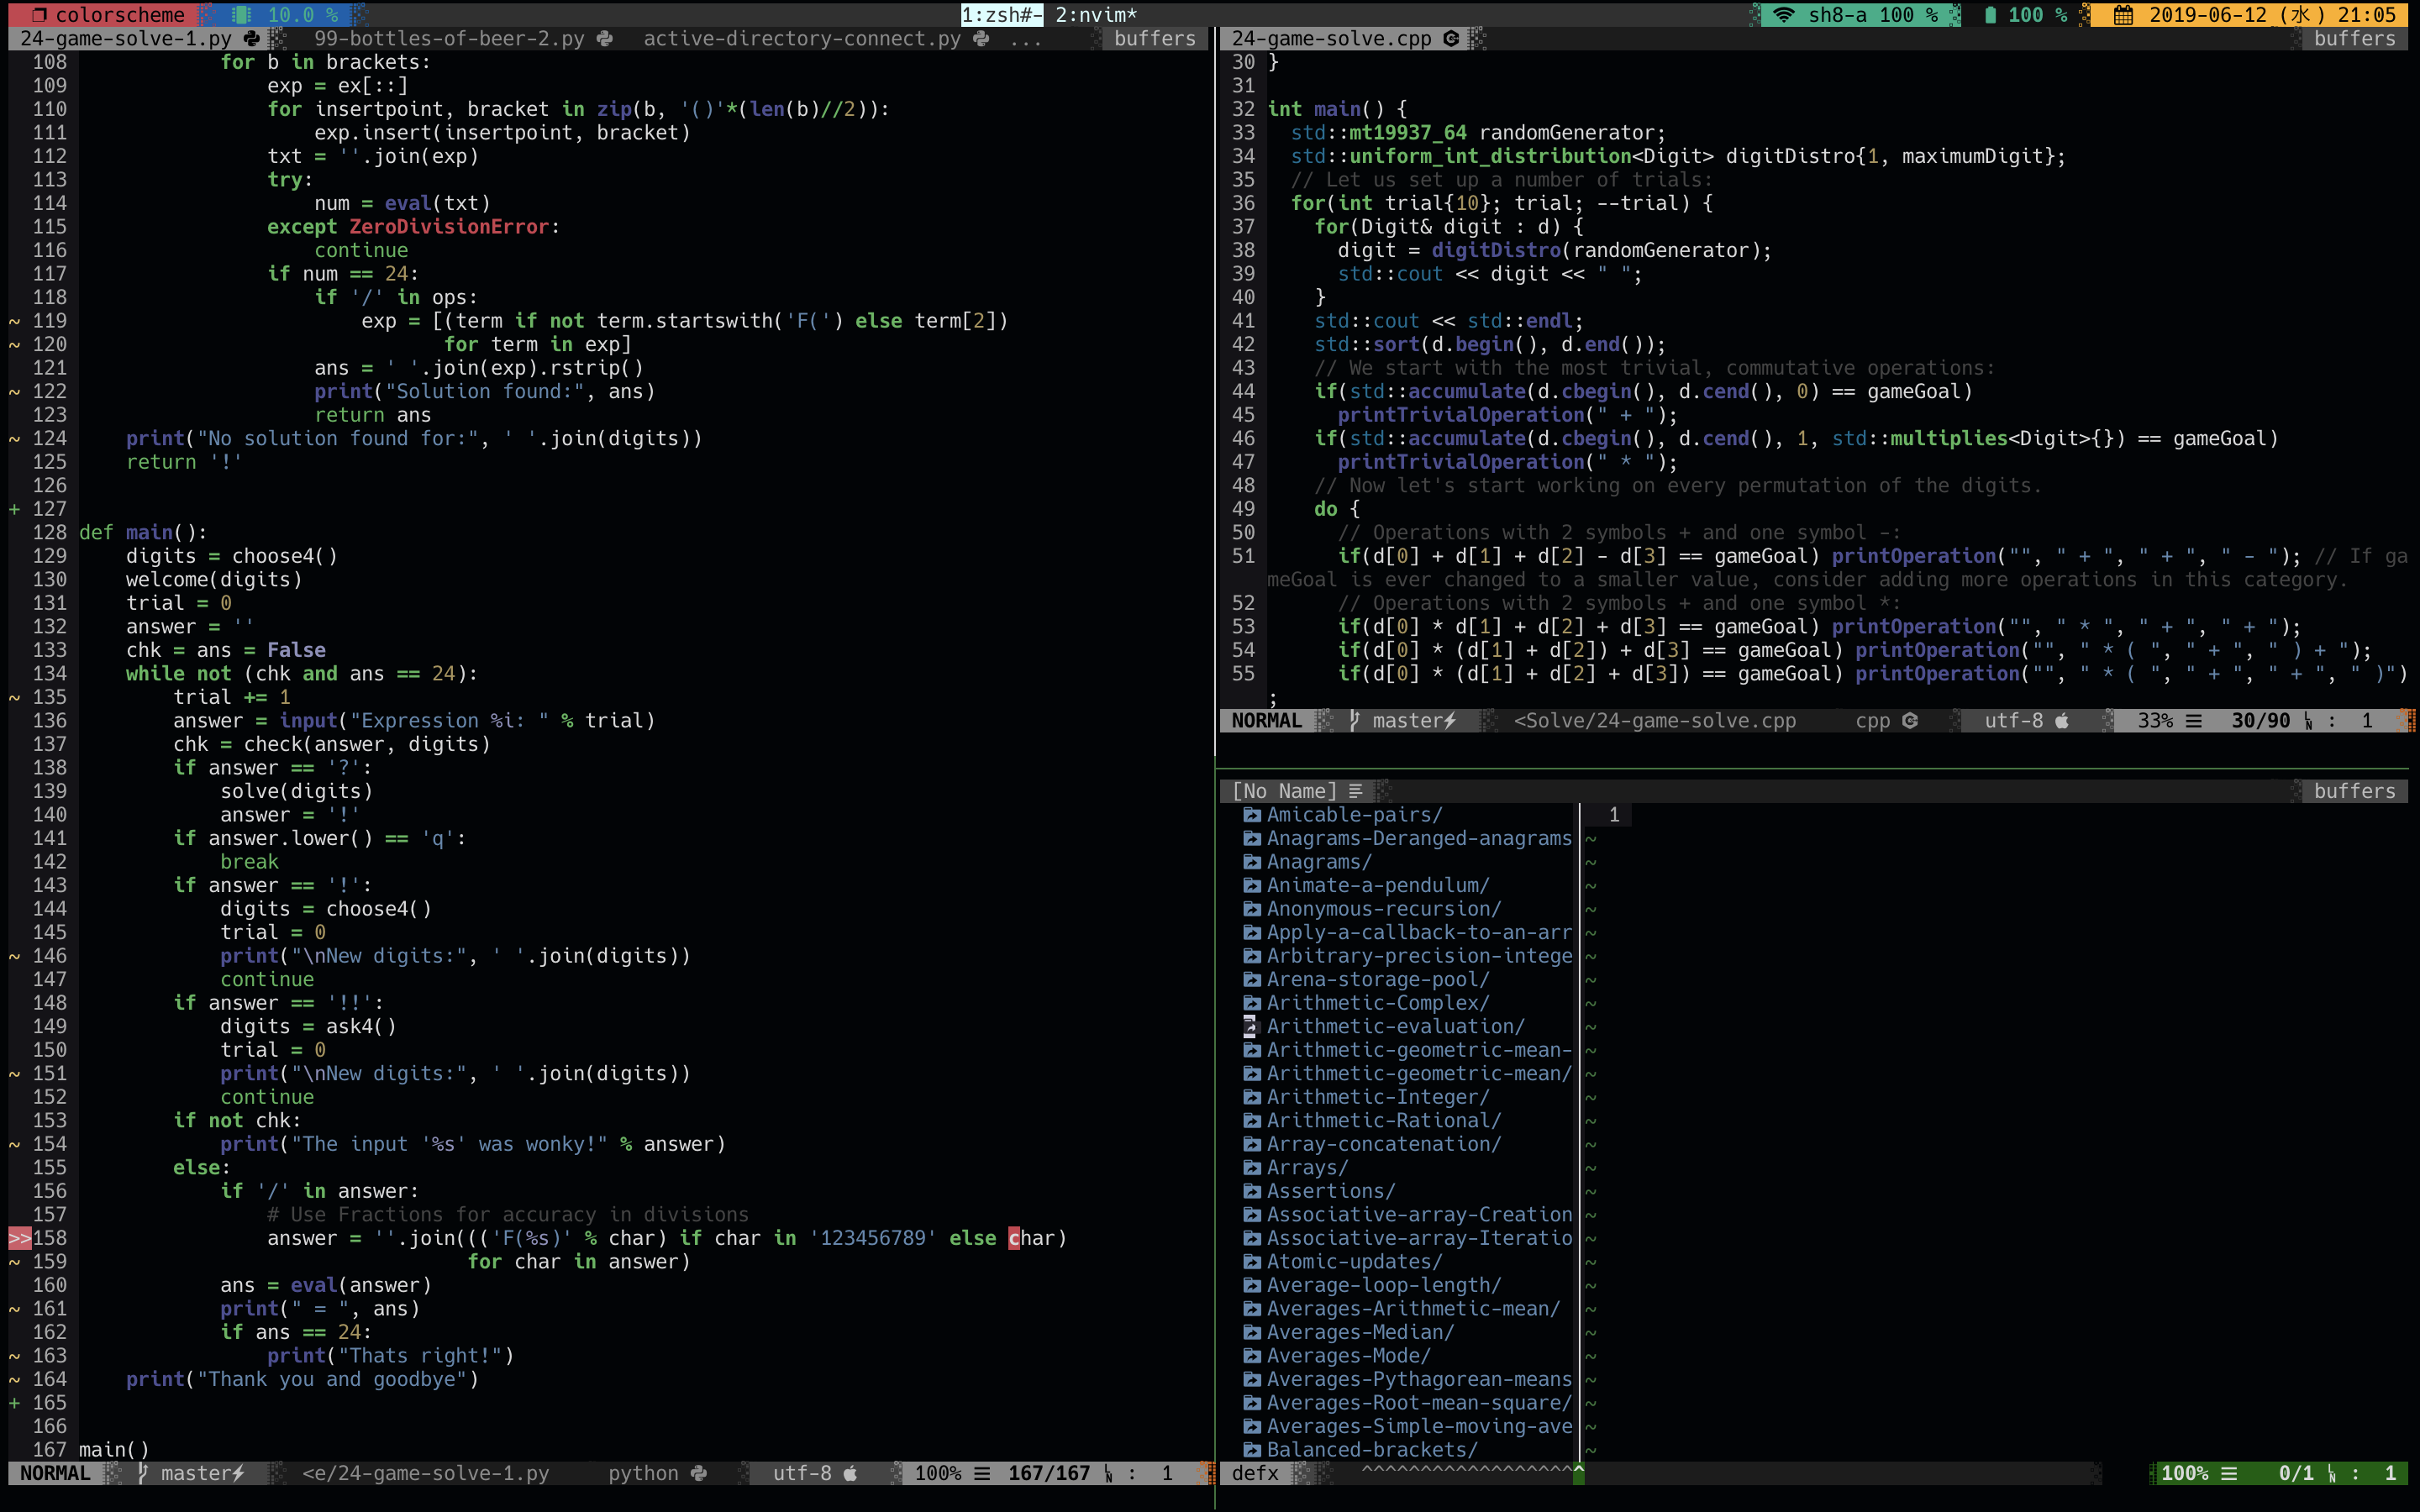 colorscheme 10.0 % 1:zsh#- 2:nvim* sh8-a 100 % 100 % 2019-06-12 (水) 21:05
24-game-solve-1.py 99-bottles-of-beer-2.py active-directory-connect.py ... buffers
108 for b in brackets:
109 exp = ex[::]
110 for insertpoint, bracket in zip(b, '()'*(len(b)//2)):
111 exp.insert(insertpoint, bracket)
112 txt = ''.join(exp)
113 try:
114 num = eval(txt)
115 except ZeroDivisionError:
116 continue
117 if num == 24:
118 if '/' in ops:
~ 119 exp = [(term if not term.startswith('F(') else term[2])
~ 120 for term in exp]
121 ans = ' '.join(exp).rstrip()
~ 122 print("Solution found:", ans)
123 return ans
~ 124 print("No solution found for:", ' '.join(digits))
125 return '!'
126
+ 127
128 def main():
129 digits = choose4()
130 welcome(digits)
131 trial = 0
132 answer = ''
133 chk = ans = False
134 while not (chk and ans == 24):
~ 135 trial += 1
136 answer = input("Expression %i: " % trial)
137 chk = check(answer, digits)
138 if answer == '?':
139 solve(digits)
140 answer = '!'
141 if answer.lower() == 'q':
142 break
143 if answer == '!':
144 digits = choose4()
145 trial = 0
~ 146 print("\nNew digits:", ' '.join(digits))
147 continue
148 if answer == '!!':
149 digits = ask4()
150 trial = 0
~ 151 print("\nNew digits:", ' '.join(digits))
152 continue
153 if not chk:
~ 154 print("The input '%s' was wonky!" % answer)
155 else:
156 if '/' in answer:
157 # Use Fractions for accuracy in divisions
>>158 answer = ''.join((('F(%s)' % char) if char in '123456789' else char)
~ 159 for char in answer)
160 ans = eval(answer)
~ 161 print(" = ", ans)
162 if ans == 24:
~ 163 print("Thats right!")
~ 164 print("Thank you and goodbye")
+ 165
166
167 main()
NORMAL master <e/24-game-solve-1.py python utf-8 100% 167/167 : 1
24-game-solve.cpp buffers
30 }
31
32 int main() {
33 std::mt19937_64 randomGenerator;
34 std::uniform_int_distribution<Digit> digitDistro{1, maximumDigit};
35 // Let us set up a number of trials:
36 for(int trial{10}; trial; --trial) {
37 for(Digit& digit : d) {
38 digit = digitDistro(randomGenerator);
39 std::cout << digit << " ";
40 }
41 std::cout << std::endl;
42 std::sort(d.begin(), d.end());
43 // We start with the most trivial, commutative operations:
44 if(std::accumulate(d.cbegin(), d.cend(), 0) == gameGoal)
45 printTrivialOperation(" + ");
46 if(std::accumulate(d.cbegin(), d.cend(), 1, std::multiplies<Digit>{}) == gameGoal)
47 printTrivialOperation(" * ");
48 // Now let's start working on every permutation of the digits.
49 do {
50 // Operations with 2 symbols + and one symbol -:
51 if(d[0] + d[1] + d[2] - d[3] == gameGoal) printOperation("", " + ", " + ", " - "); // If ga
meGoal is ever changed to a smaller value, consider adding more operations in this category.
52 // Operations with 2 symbols + and one symbol *:
53 if(d[0] * d[1] + d[2] + d[3] == gameGoal) printOperation("", " * ", " + ", " + ");
54 if(d[0] * (d[1] + d[2]) + d[3] == gameGoal) printOperation("", " * ( ", " + ", " ) + ");
55 if(d[0] * (d[1] + d[2] + d[3]) == gameGoal) printOperation("", " * ( ", " + ", " + ", " )")
;
NORMAL master <Solve/24-game-solve.cpp cpp utf-8 33% 30/90 : 1
[No Name] buffers
Amicable-pairs/ 1
Anagrams-Deranged-anagrams ~
Anagrams/ ~
Animate-a-pendulum/ ~
Anonymous-recursion/ ~
Apply-a-callback-to-an-arr ~
Arbitrary-precision-intege ~
Arena-storage-pool/ ~
Arithmetic-Complex/ ~
Arithmetic-evaluation/ ~
Arithmetic-geometric-mean- ~
Arithmetic-geometric-mean/ ~
Arithmetic-Integer/ ~
Arithmetic-Rational/ ~
Array-concatenation/ ~
Arrays/ ~
Assertions/ ~
Associative-array-Creation ~
Associative-array-Iteratio ~
Atomic-updates/ ~
Average-loop-length/ ~
Averages-Arithmetic-mean/ ~
Averages-Median/ ~
Averages-Mode/ ~
Averages-Pythagorean-means ~
Averages-Root-mean-square/ ~
Averages-Simple-moving-ave ~
Balanced-brackets/ ~
defx ^^^^^^^^^^^^^^^^^^^ 100% 0/1 : 1